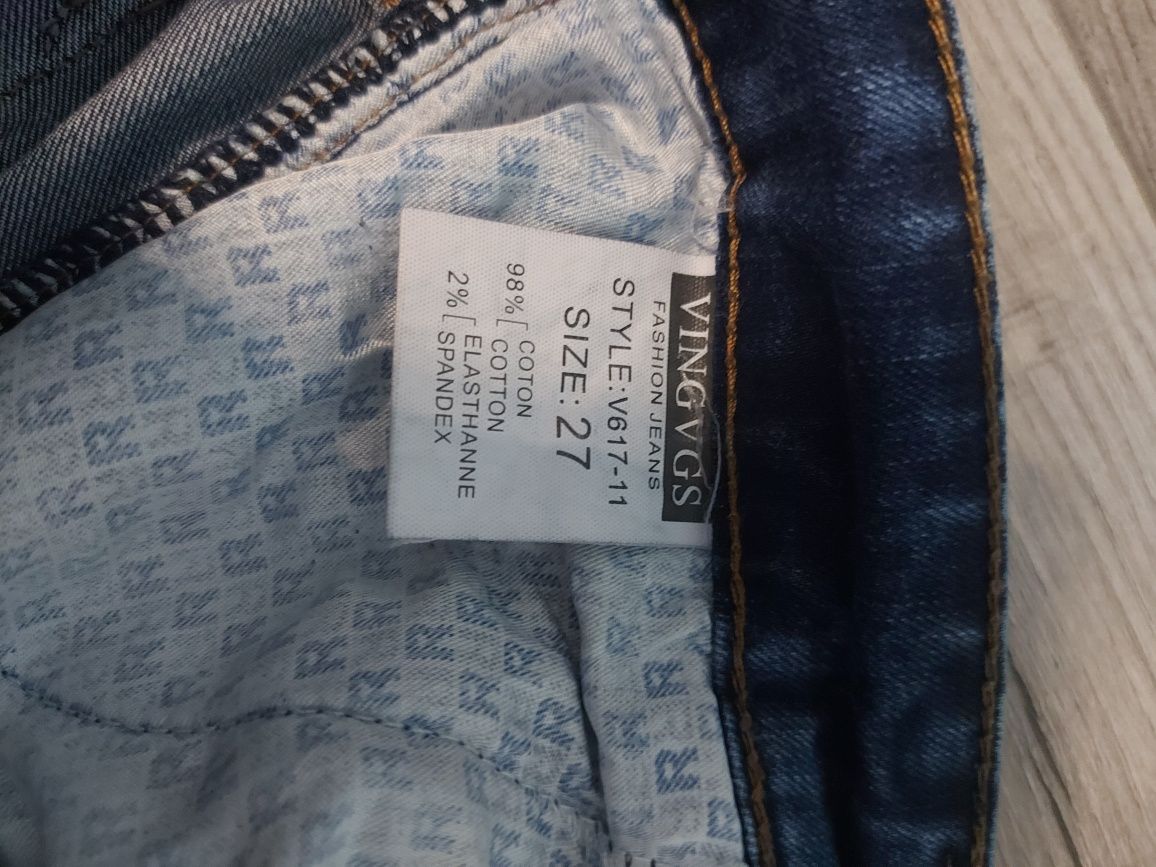 VINGVGS
FASHION JEANS
STYLE:V617-11
SIZE:27
98%[ COTON
COTTON
2%[ ELASTHANNE
SPANDEX